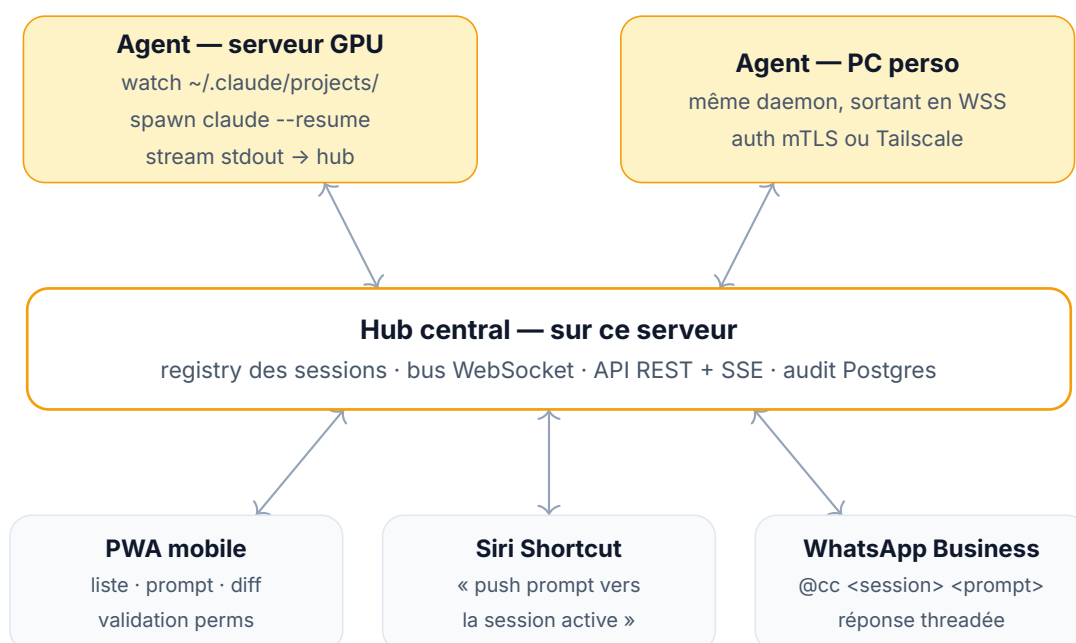 Agent — serveur GPU
watch ~/.claude/projects/
spawn claude --resume
stream stdout → hub
Agent — PC perso
même daemon, sortant en WSS
auth mTLS ou Tailscale
Hub central — sur ce serveur
registry des sessions · bus WebSocket · API REST + SSE · audit Postgres
PWA mobile
liste · prompt · diff
validation perms
Siri Shortcut
« push prompt vers
la session active »
WhatsApp Business
@cc <session> <prompt>
réponse threadée